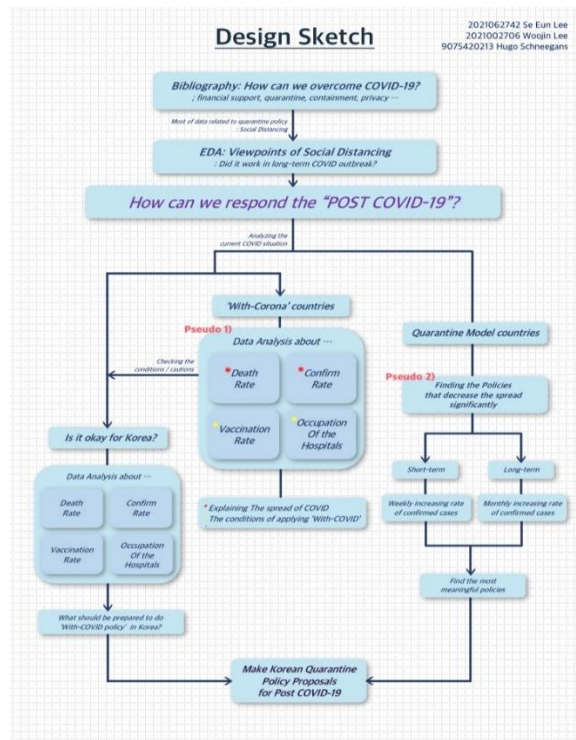 Design Sketch
2021062742 Se Eun Lee
2021002706 Woojin Lee
9075420213 Hugo Schneegans
Bibliography: How can we overcome COVID-19?
; financial support, quarantine, containment, privacy ···
Most of data related to quarantine policy
: Social Distancing
EDA: Viewpoints of Social Distancing
: Did it work in long-term COVID outbreak?
How can we respond the “POST COVID-19”?
Analyzing the
current COVID situation
'With-Corona' countries
Pseudo 1)
Data Analysis about ···
*Death
Rate
*Confirm
Rate
*Vaccination
Rate
*Occupation
Of the
Hospitals
* Explaining The spread of COVID
The conditions of applying 'With-COVID'
Checking the
conditions / cautions
Is it okay for Korea?
Data Analysis about ···
Death
Rate
Confirm
Rate
Vaccination
Rate
Occupation
Of the
Hospitals
What should be prepared to do
'With-COVID policy' in Korea?
Quarantine Model countries
Pseudo 2)
Finding the Policies
that decrease the spread
significantly
Short-term
Long-term
Weekly increasing rate
of confirmed cases
Monthly increasing rate
of confirmed cases
Find the most
meaningful policies
Make Korean Quarantine
Policy Proposals
for Post COVID-19